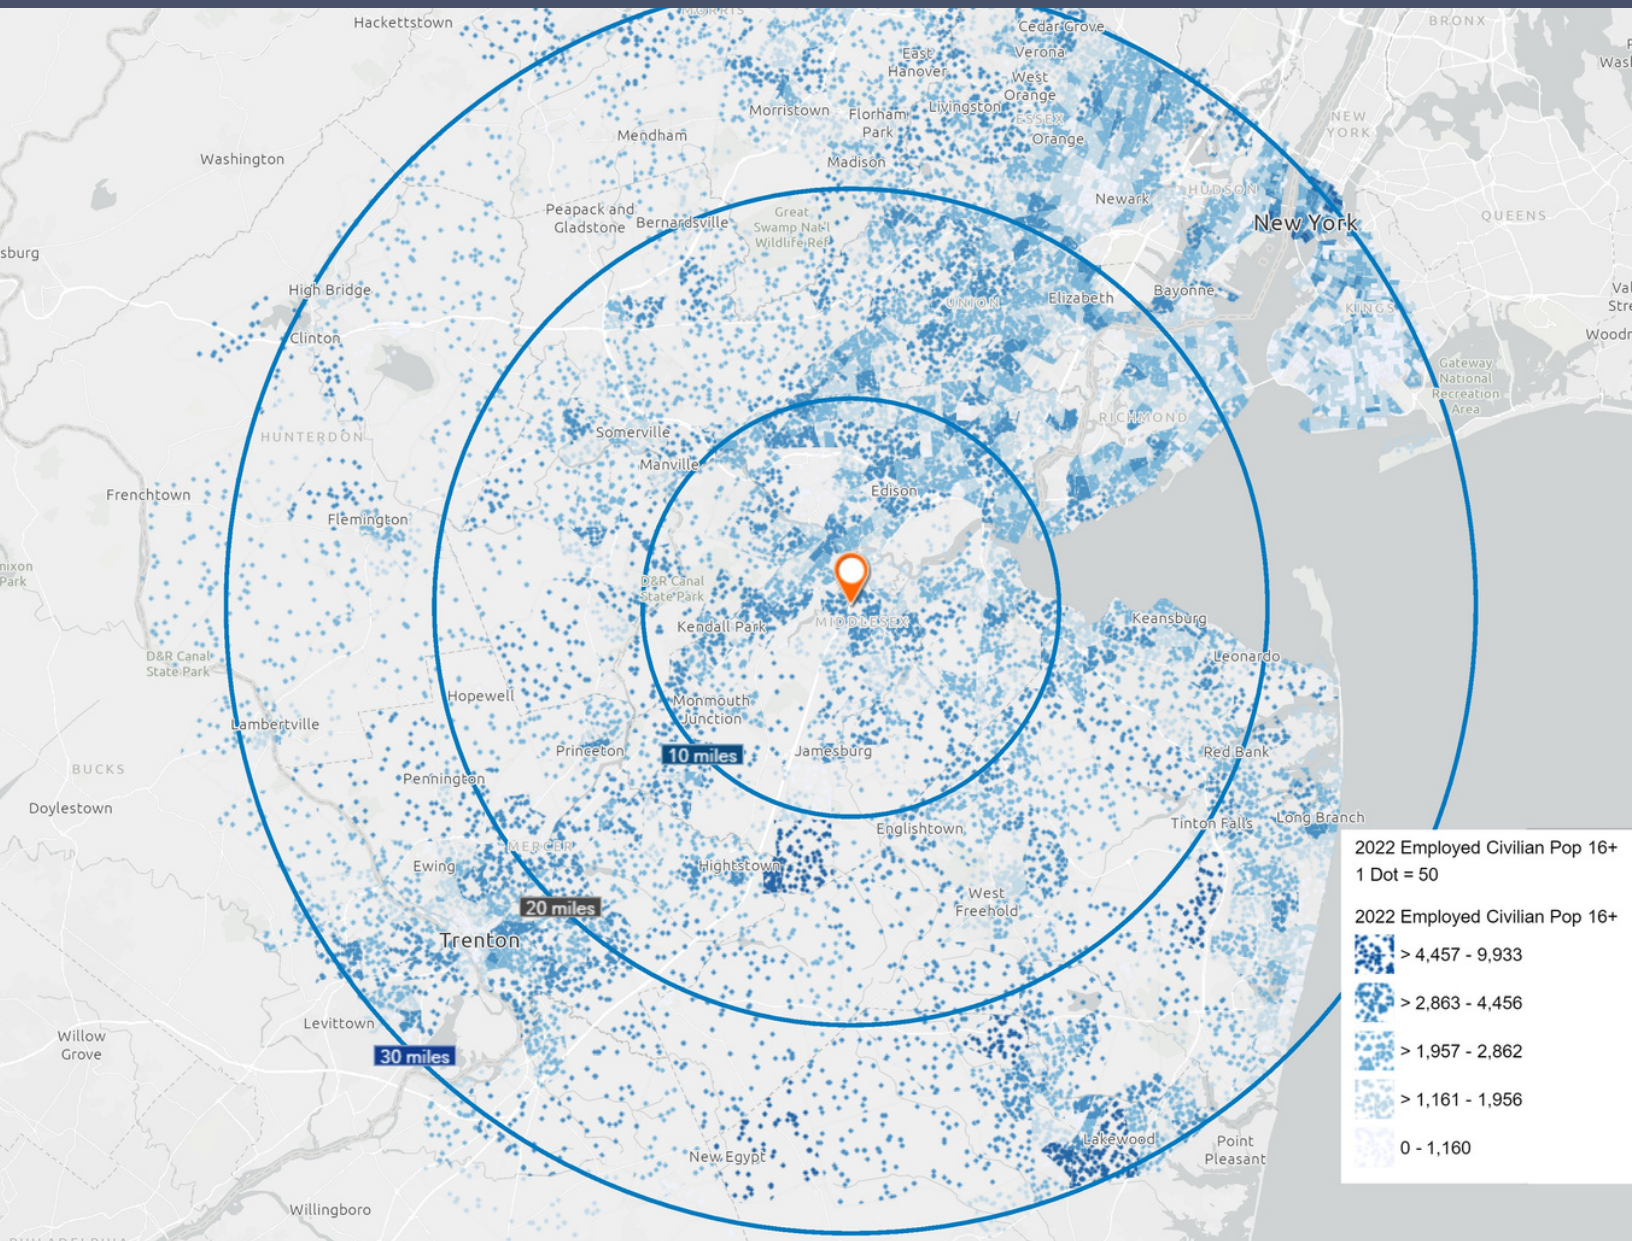 Hackettstown
MORRIS
Cedar Grove
BRONX
Verona
East
Hanover
West
Orange
Morristown
Florham
Park
Livingston
ESSEX
Orange
NEW
YORK
Mendham
Washington
Madison
Newark
HUDSON
QUEENS
Peapack and
Gladstone
Bernardsville
Great
Swamp Nat'l
Wildlife Ref
New York
sburg
High Bridge
UNION
Elizabeth
Bayonne
KINGS
Clinton
Woodr
Gateway
National
Recreation
Area
RICHMOND
HUNTERDON
Somerville
Manville
Frenchtown
Edison
Flemington
nixon
Park
D&R Canal
State Park
Kendall Park
MIDDLESEX
Keansburg
D&R Canal
State Park
Leonardo
Hopewell
Monmouth
Junction
Lambertville
Princeton
10 miles
Jamesburg
Red Bank
BUCKS
Pennington
Doylestown
Englishtown
Tinton Falls
Long Branch
MERCER
Ewing
Hightstown
West
Freehold
20 miles
Trenton
Levittown
Willow
Grove
30 miles
Lakewood
New Egypt
Point
Pleasant
Willingboro
PHILADELPHIA
2022 Employed Civilian Pop 16+
1 Dot = 50
2022 Employed Civilian Pop 16+
> 4,457 - 9,933
> 2,863 - 4,456
> 1,957 - 2,862
> 1,161 - 1,956
0 - 1,160